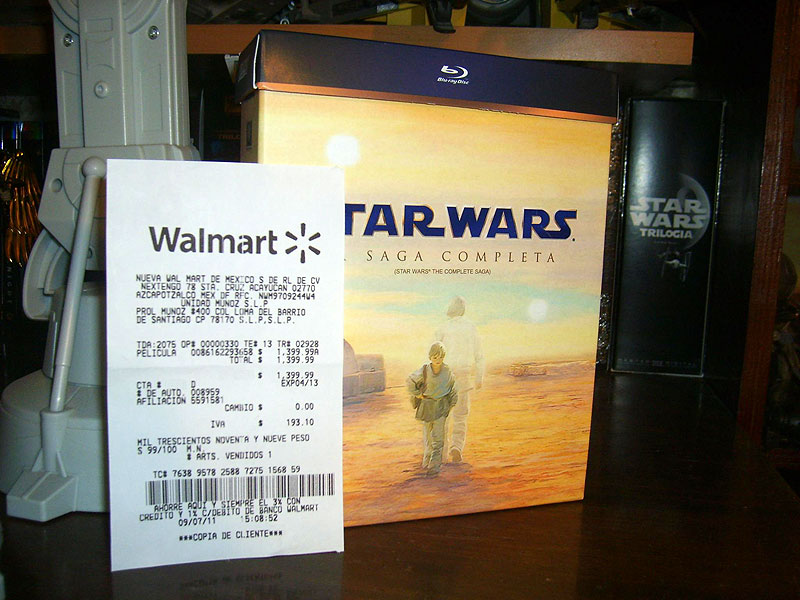 Walmart
NUEVA WAL MART DE MEXICO S DE RL DE CV
NEXTENGO 78 STA. CRUZ ACAYUCAN 02770
AZCAPOTZALCO MEX DF RFC. NWM9709244W4
UNIDAD MUNOZ S.L.P
PROL MUNOZ #400 COL LOMA DEL BARRIO
DE SANTIAGO CP 78170 S.L.P,S.L.P.
TDA:2075 OP# 00000330 TE# 13 TR# 02928
PELICULA 0086162293658 $ 1,399.99A
TOTAL $ 1,399.99
$ 1,399.99
CTA # D EXP04/13
# DE AUTO. 008959
AFILIACION 5591581
CAMBIO $ 0.00
IVA $ 193.10
MIL TRESCIENTOS NOVENTA Y NUEVE PESO
S 99/100 M.N.
# ARTS. VENDIDOS 1
TC# 7638 9578 2588 7275 1568 59
AHORRE AQUI Y SIEMPRE EL 3% CON
CREDITO Y 1% C/DEBITO DE BANCO WALMART
09/07/11 15:08:52
***COPIA DE CLIENTE***
Blu-ray Disc
STAR WARS
SAGA COMPLETA
(STAR WARS® THE COMPLETE SAGA)
STAR
WARS
TRILOGIA